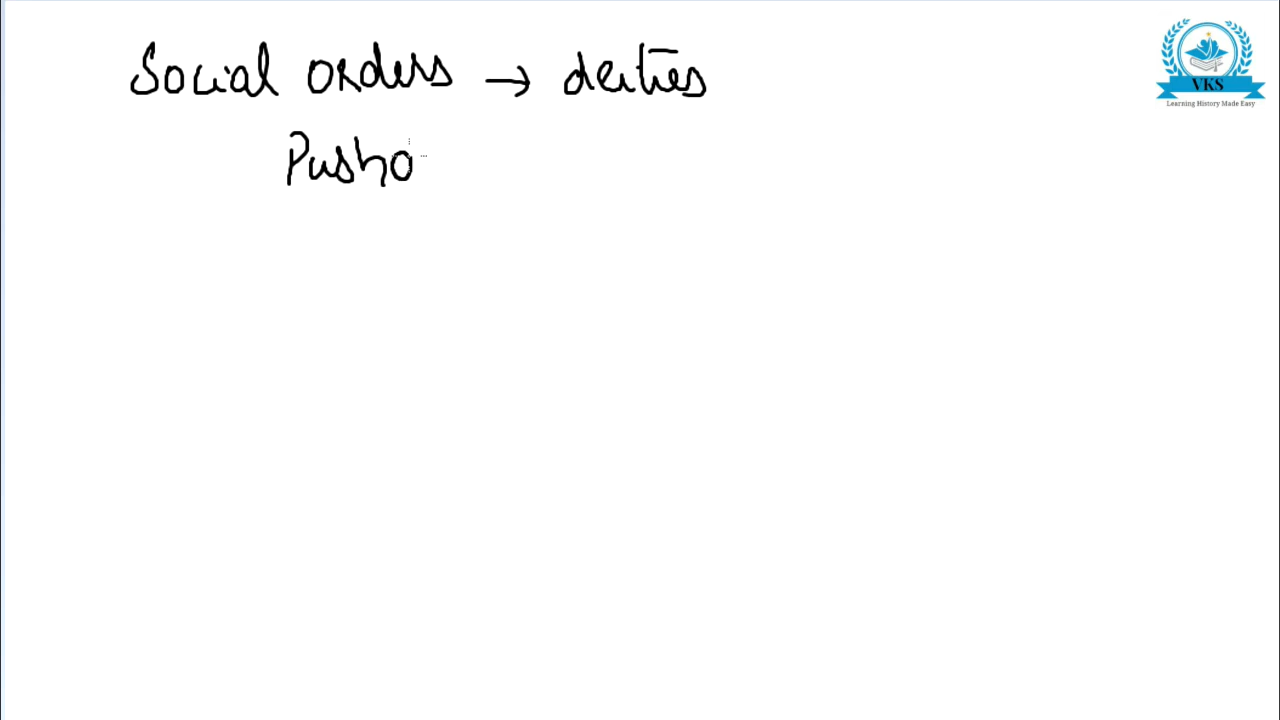 Social orders → deities
Pusho
VKS
Learning History Made Easy